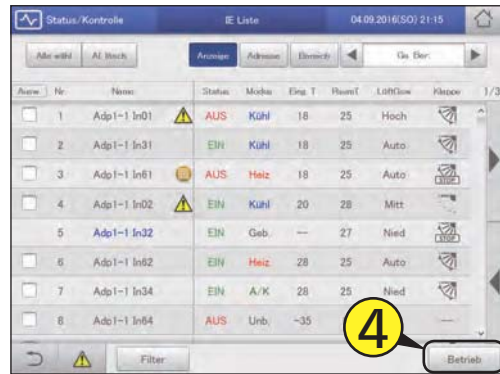 Status/Kontrolle IE Liste 04.09.2016(SO) 21:15
Alle wähl Al. lösch. Anzeige Adresse Bereich Ge. Ber.
Ausw Nr. Name Status Modus Eing. T RaumT. Klappe 1/3
1 Adp1-1 In01 AUS Kühl 18 25 Hoch
2 Adp1-1 In31 EIN Kühl 18 25 Auto
3 Adp1-1 In61 AUS Heiz 18 25 Auto STOP
4 Adp1-1 In02 EIN Kühl 20 28 Mitt
5 Adp1-1 In32 EIN Geb. --- 27 Nied STOP
6 Adp1-1 In62 EIN Heiz 28 25 Auto
7 Adp1-1 In34 EIN A/K 28 25 Nied
8 Adp1-1 In64 AUS Unb. -35 ---
4
Filter Betrieb